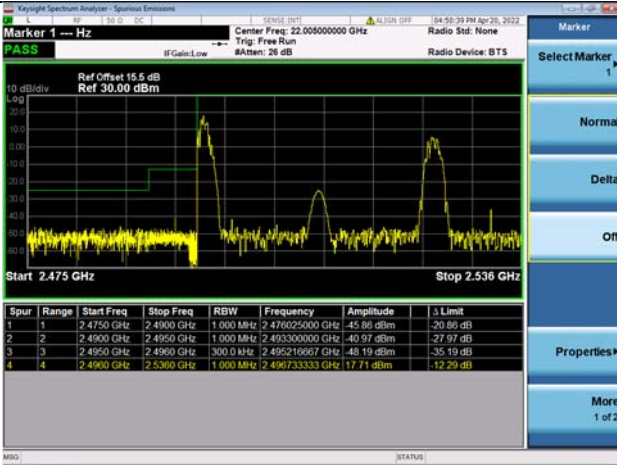 Keysight Spectrum Analyzer - Spurious Emissions
L RF 50 Ω DC SENSE:INT ALIGN OFF 04:50:39 PM Apr 20, 2022
Marker 1 --- Hz Center Freq: 22.005000000 GHz Radio Std: None
Trig: Free Run
PASS IFGain:Low #Atten: 26 dB Radio Device: BTS
Ref Offset 15.5 dB
10 dB/div Ref 30.00 dBm
Log
20.0
10.0
0.00
-10.0
-20.0
-30.0
-40.0
-50.0
-60.0
Start 2.475 GHz Stop 2.536 GHz
Spur Range Start Freq Stop Freq RBW Frequency Amplitude Δ Limit
1 1 2.4750 GHz 2.4900 GHz 1.000 MHz 2.476025000 GHz -45.86 dBm -20.86 dB
2 2 2.4900 GHz 2.4950 GHz 1.000 MHz 2.493300000 GHz -40.97 dBm -27.97 dB
3 3 2.4950 GHz 2.4960 GHz 300.0 kHz 2.495216667 GHz -48.19 dBm -35.19 dB
4 4 2.4960 GHz 2.5360 GHz 1.000 MHz 2.496733333 GHz 17.71 dBm -12.29 dB
MSG STATUS
Marker
Select Marker
1
Normal
Delta
Off
Properties
More
1 of 2